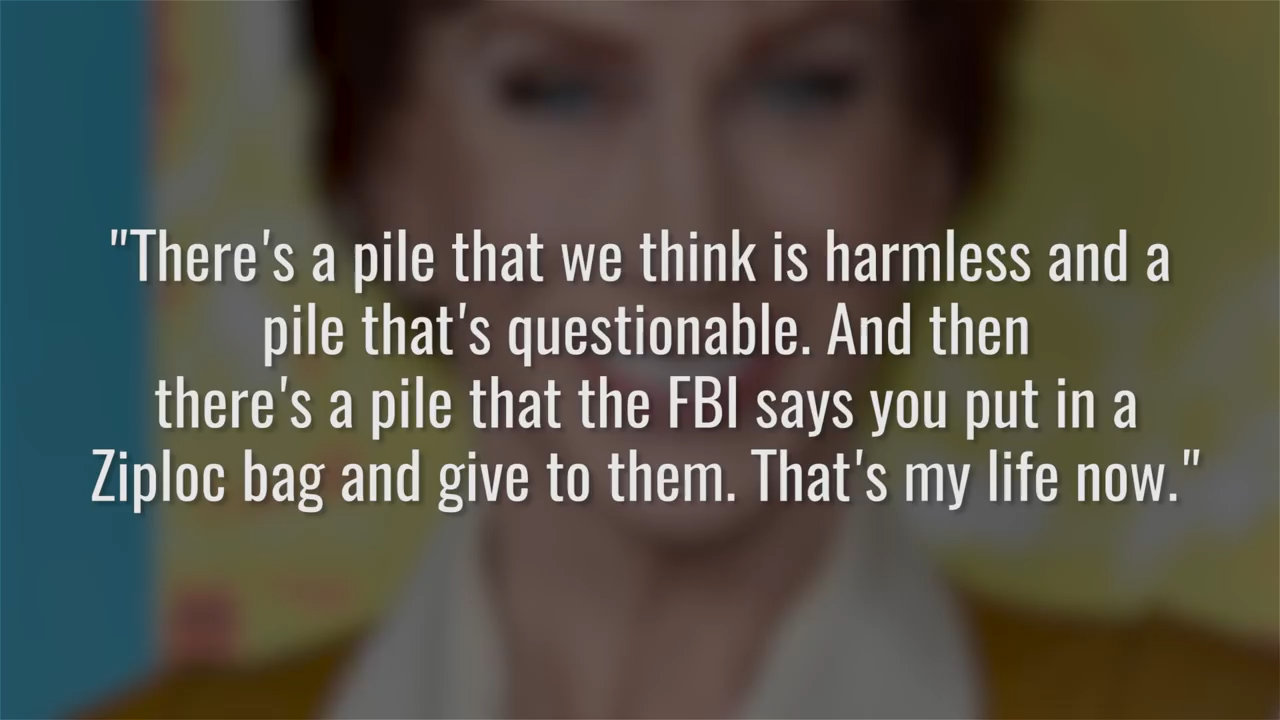 "There's a pile that we think is harmless and a
pile that's questionable. And then
there's a pile that the FBI says you put in a
Ziploc bag and give to them. That's my life now."